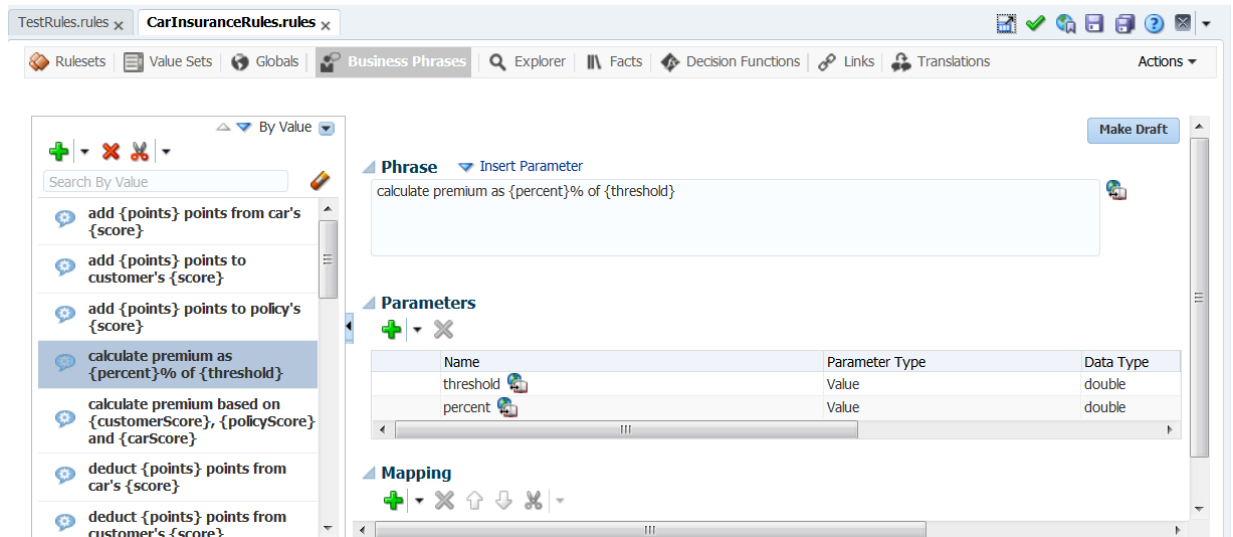 TestRules.rules x CarInsuranceRules.rules x
Rulesets Value Sets Globals Business Phrases Explorer Facts Decision Functions Links Translations Actions
By Value
Search By Value
add {points} points from car's
{score}
add {points} points to
customer's {score}
add {points} points to policy's
{score}
calculate premium as
{percent}% of {threshold}
calculate premium based on
{customerScore}, {policyScore}
and {carScore}
deduct {points} points from
car's {score}
deduct {points} points from
customer's {score}
Make Draft
Phrase Insert Parameter
calculate premium as {percent}% of {threshold}
Parameters
Name Parameter Type Data Type
threshold Value double
percent Value double
Mapping